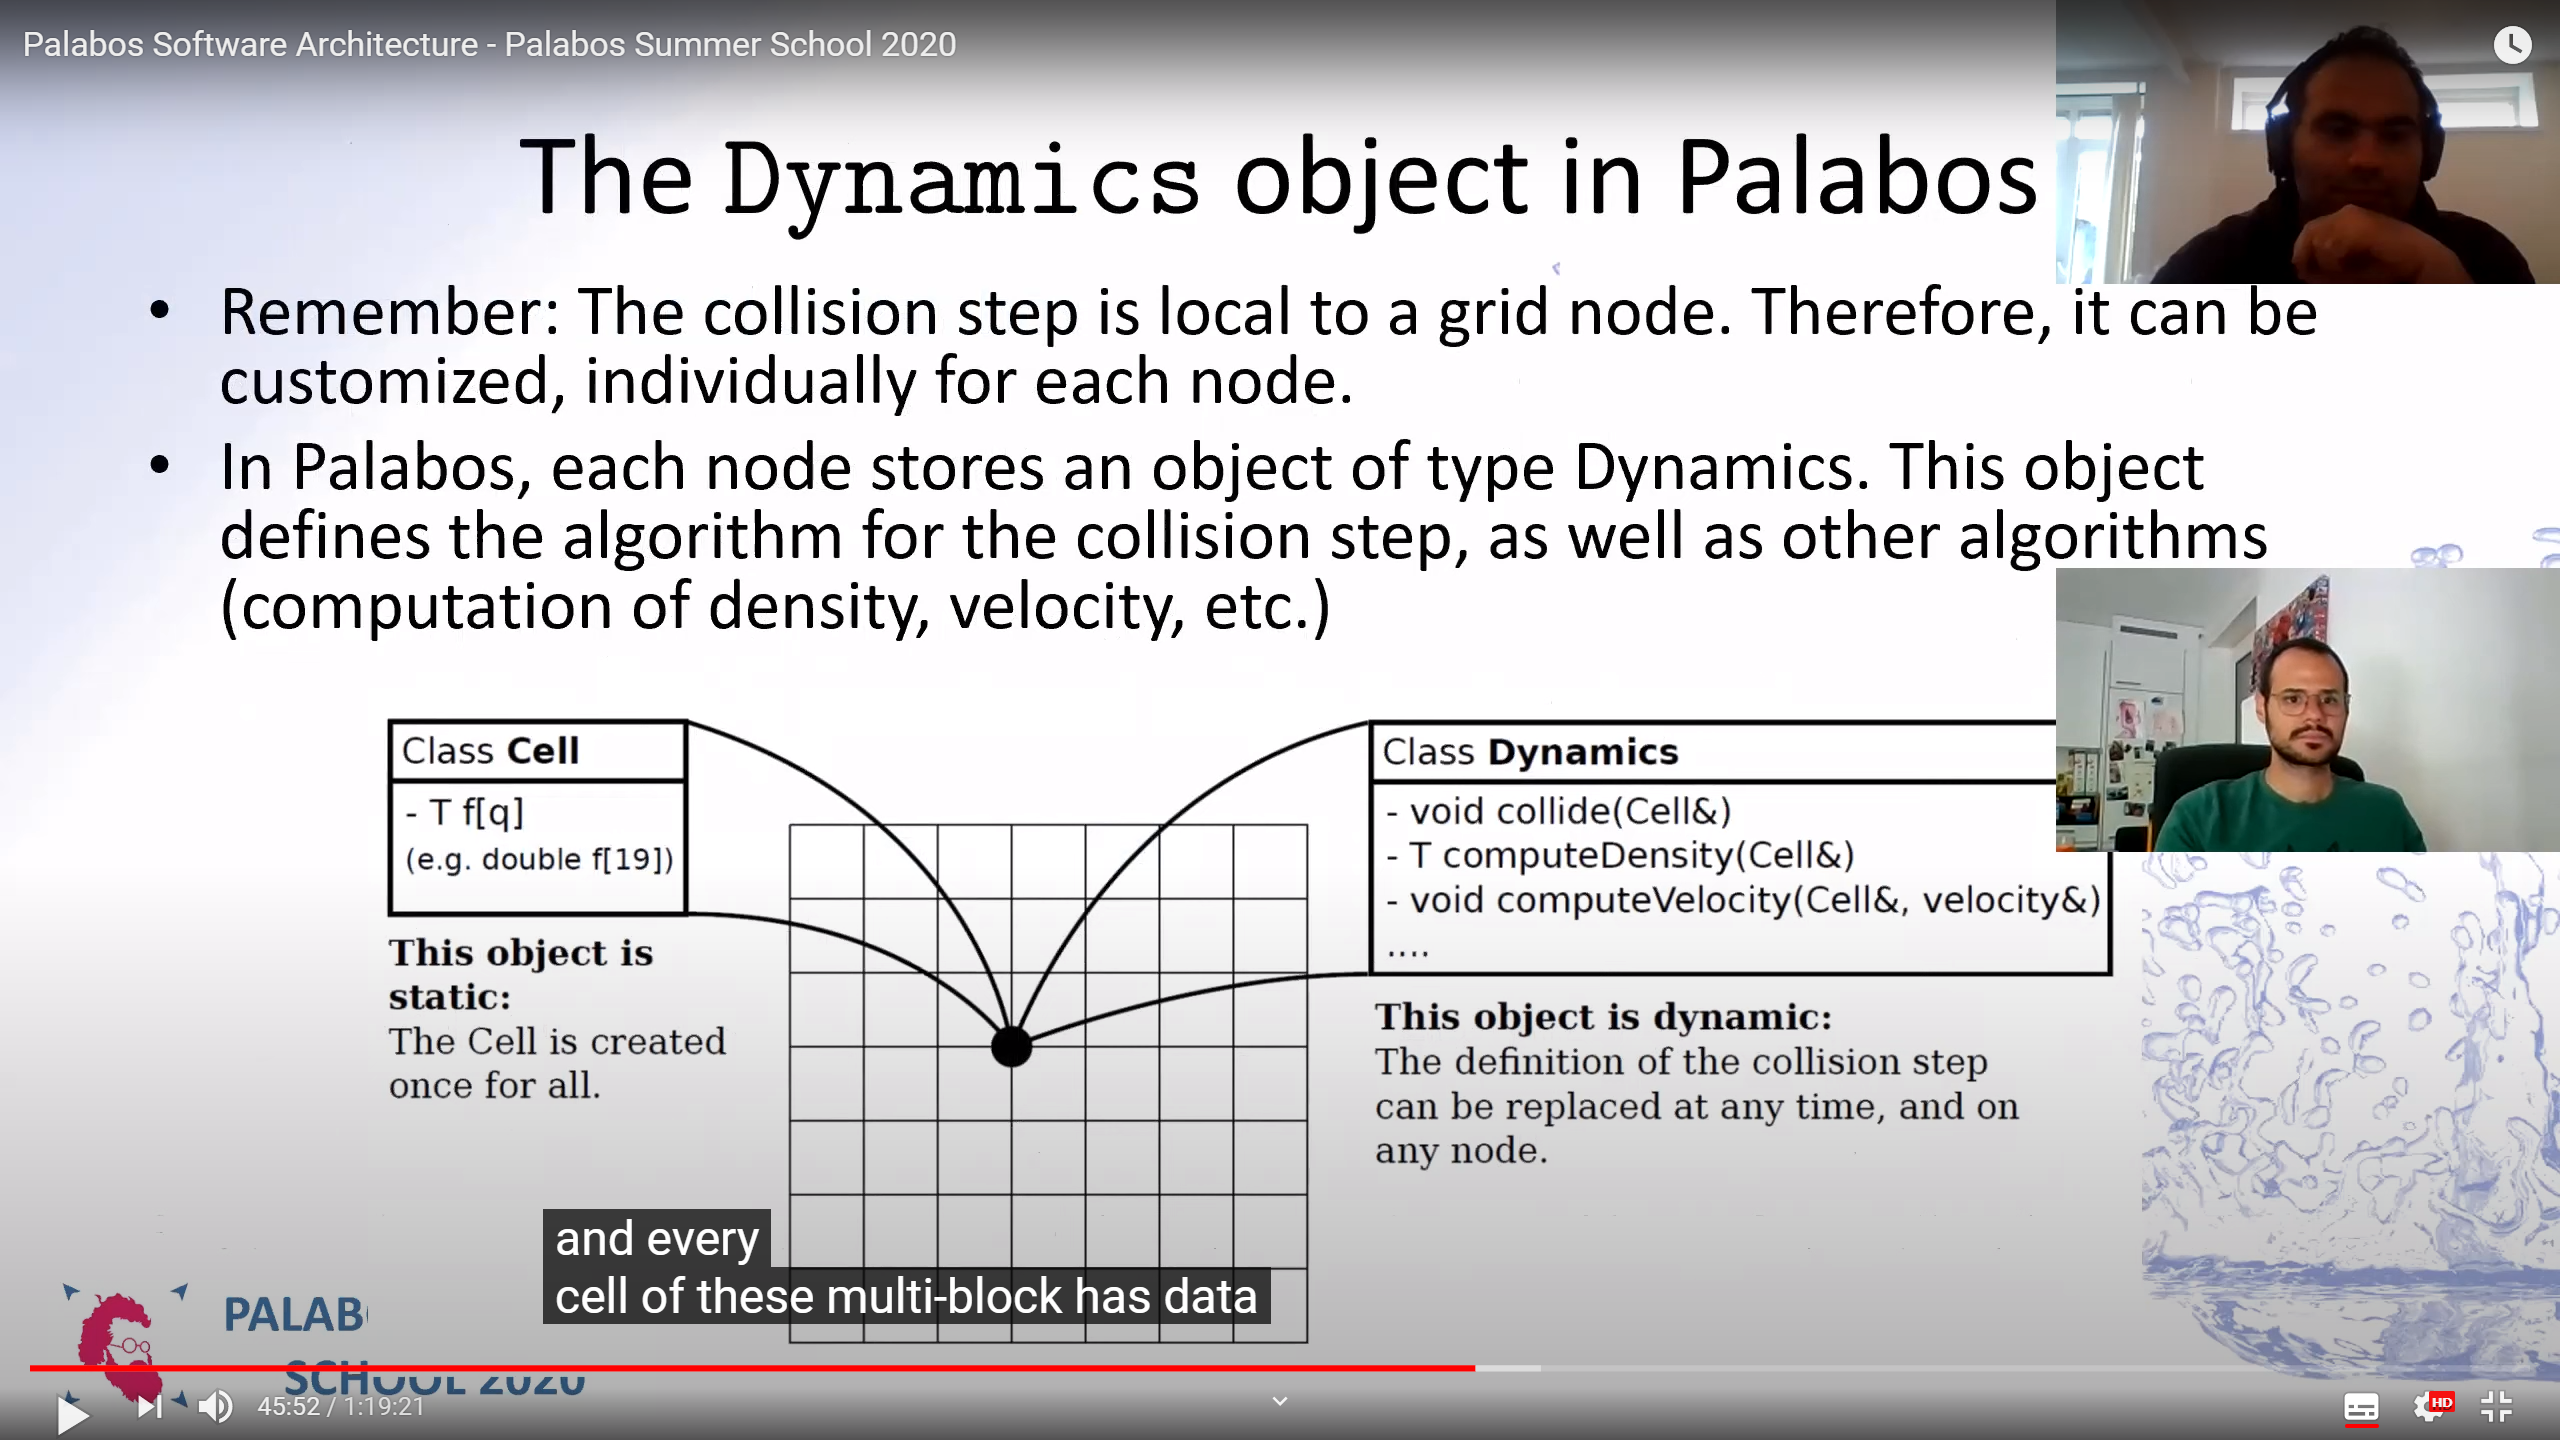 Palabos Software Architecture - Palabos Summer School 2020
The Dynamics object in Palabos
• Remember: The collision step is local to a grid node. Therefore, it can be
customized, individually for each node.
• In Palabos, each node stores an object of type Dynamics. This object
defines the algorithm for the collision step, as well as other algorithms
(computation of density, velocity, etc.)
Class Cell
- T f[q]
(e.g. double f[19])
This object is
static:
The Cell is created
once for all.
Class Dynamics
- void collide(Cell&)
- T computeDensity(Cell&)
- void computeVelocity(Cell&, velocity&)
....
This object is dynamic:
The definition of the collision step
can be replaced at any time, and on
any node.
and every
cell of these multi-block has data
PALAB
SCHOOL 2020
45:52 / 1:19:21
HD